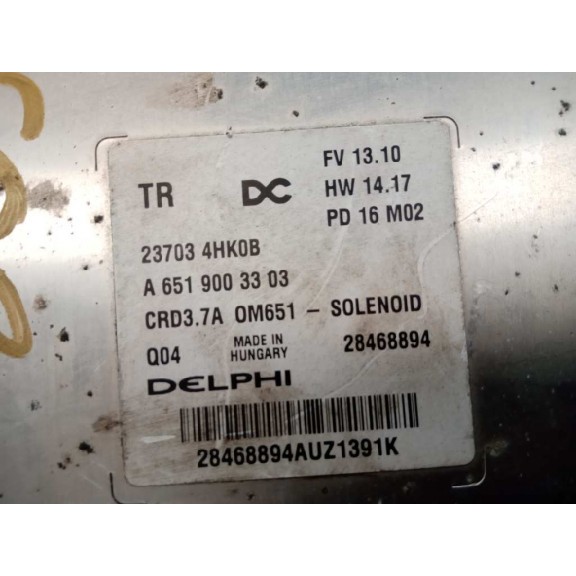 TR DC FV 13.10
HW 14.17
PD 16 M02
23703 4HK0B
A 651 900 33 03
CRD3.7A OM651 – SOLENOID
Q04 MADE IN HUNGARY 28468894
DELPHI
28468894AUZ1391K